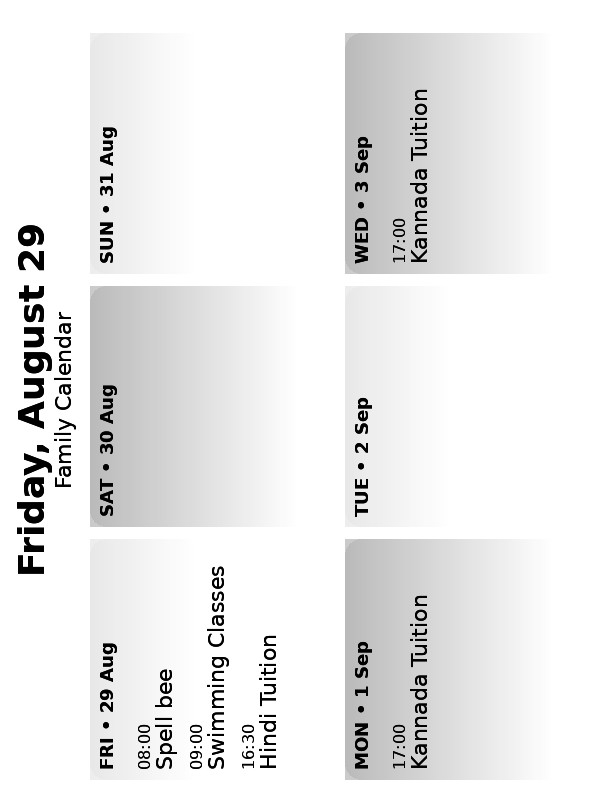 Friday, August 29
Family Calendar
FRI • 29 Aug
08:00
Spell bee
09:00
Swimming Classes
16:30
Hindi Tuition
SAT • 30 Aug
SUN • 31 Aug
MON • 1 Sep
17:00
Kannada Tuition
TUE • 2 Sep
WED • 3 Sep
17:00
Kannada Tuition